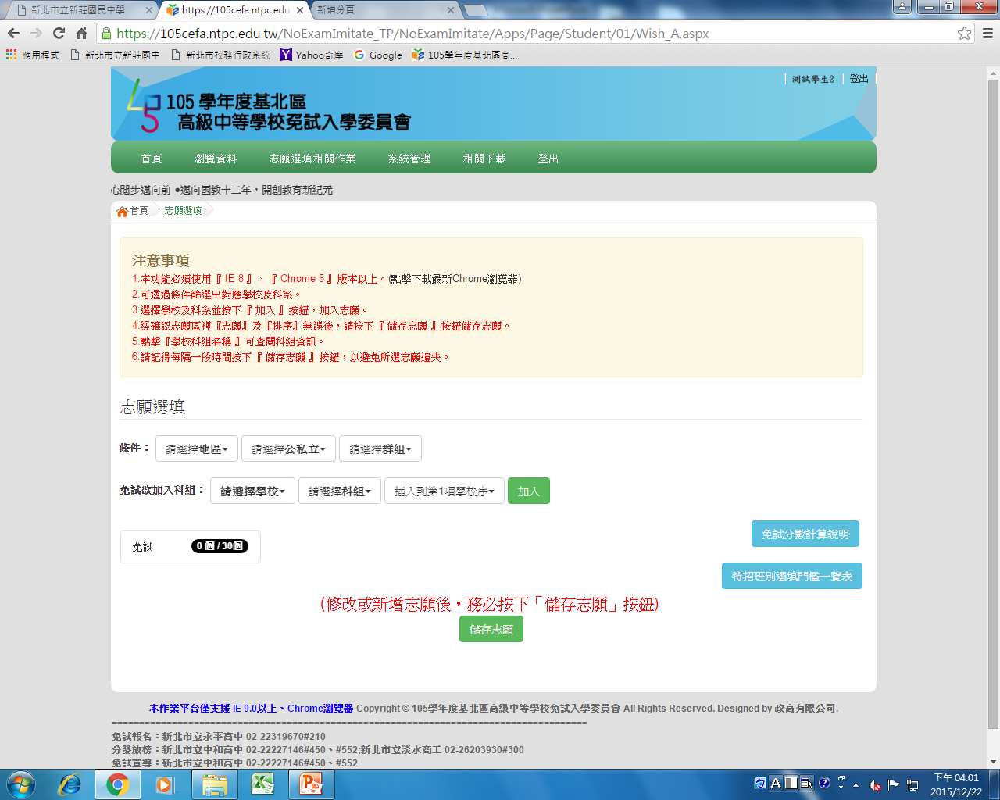 新北市立新莊國民中學
https://105cefa.ntpc.edu
新增分頁
https://105cefa.ntpc.edu.tw/NoExamImitate_TP/NoExamImitate/Apps/Page/Student/01/Wish_A.aspx
應用程式
新北市立新莊國中
新北市校務行政系統
Yahoo奇摩
Google
105學年度基北區高...
測試學生2
登出
105 學年度基北區
高級中等學校免試入學委員會
首頁
瀏覽資料
志願選填相關作業
系統管理
相關下載
登出
心闊步邁向前 ●邁向國教十二年，開創教育新紀元
首頁
志願選填
注意事項
1.本功能必須使用『 IE 8 』、『 Chrome 5 』版本以上。(點擊下載最新Chrome瀏覽器)
2.可透過條件篩選出對應學校及科系。
3.選擇學校及科系並按下『 加入 』按鈕，加入志願。
4.經確認志願區裡『志願』及『排序』無誤後，請按下『 儲存志願 』按鈕儲存志願。
5.點擊『學校科組名稱 』可查閱科組資訊。
6.請記得每隔一段時間按下『 儲存志願 』按鈕，以避免所選志願遺失。
志願選填
條件：
請選擇地區
請選擇公私立
請選擇群組
免試欲加入科組：
請選擇學校
請選擇科組
插入到第1項學校序
加入
免試
0 個 / 30個
免試分數計算說明
特招班別選填門檻一覽表
(修改或新增志願後，務必按下「儲存志願」按鈕)
儲存志願
本作業平台僅支援 IE 9.0以上、Chrome瀏覽器 Copyright © 105學年度基北區高級中等學校免試入學委員會 All Rights Reserved. Designed by 政高有限公司.
=======================================================================================
免試報名：新北市立永平高中 02-22319670#210
分發放榜：新北市立中和高中 02-22227146#450、#552;新北市立淡水商工 02-26203930#300
免試宣導：新北市立中和高中 02-22227146#450、#552
A
下午 04:01
2015/12/22